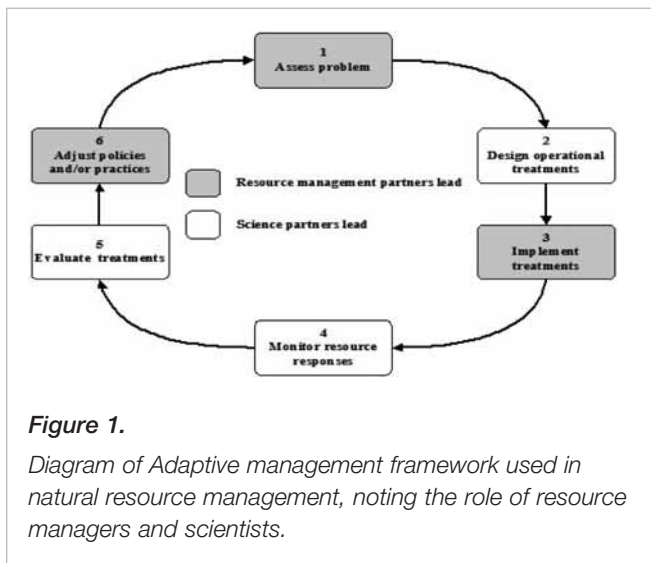 1
Assess problem
6
Adjust policies
and/or practices
2
Design operational
treatments
Resource management partners lead
Science partners lead
5
Evaluate treatments
3
Implement
treatments
4
Monitor resource
responses
Figure 1.
Diagram of Adaptive management framework used in
natural resource management, noting the role of resource
managers and scientists.